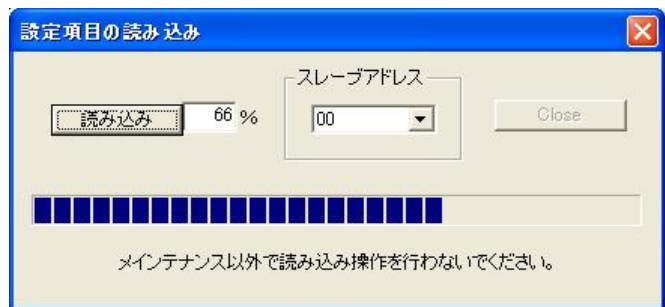 設定項目の読み込み
スレーブアドレス
読み込み 66 % 00 Close
メインテナンス以外で読み込み操作を行わないでください。